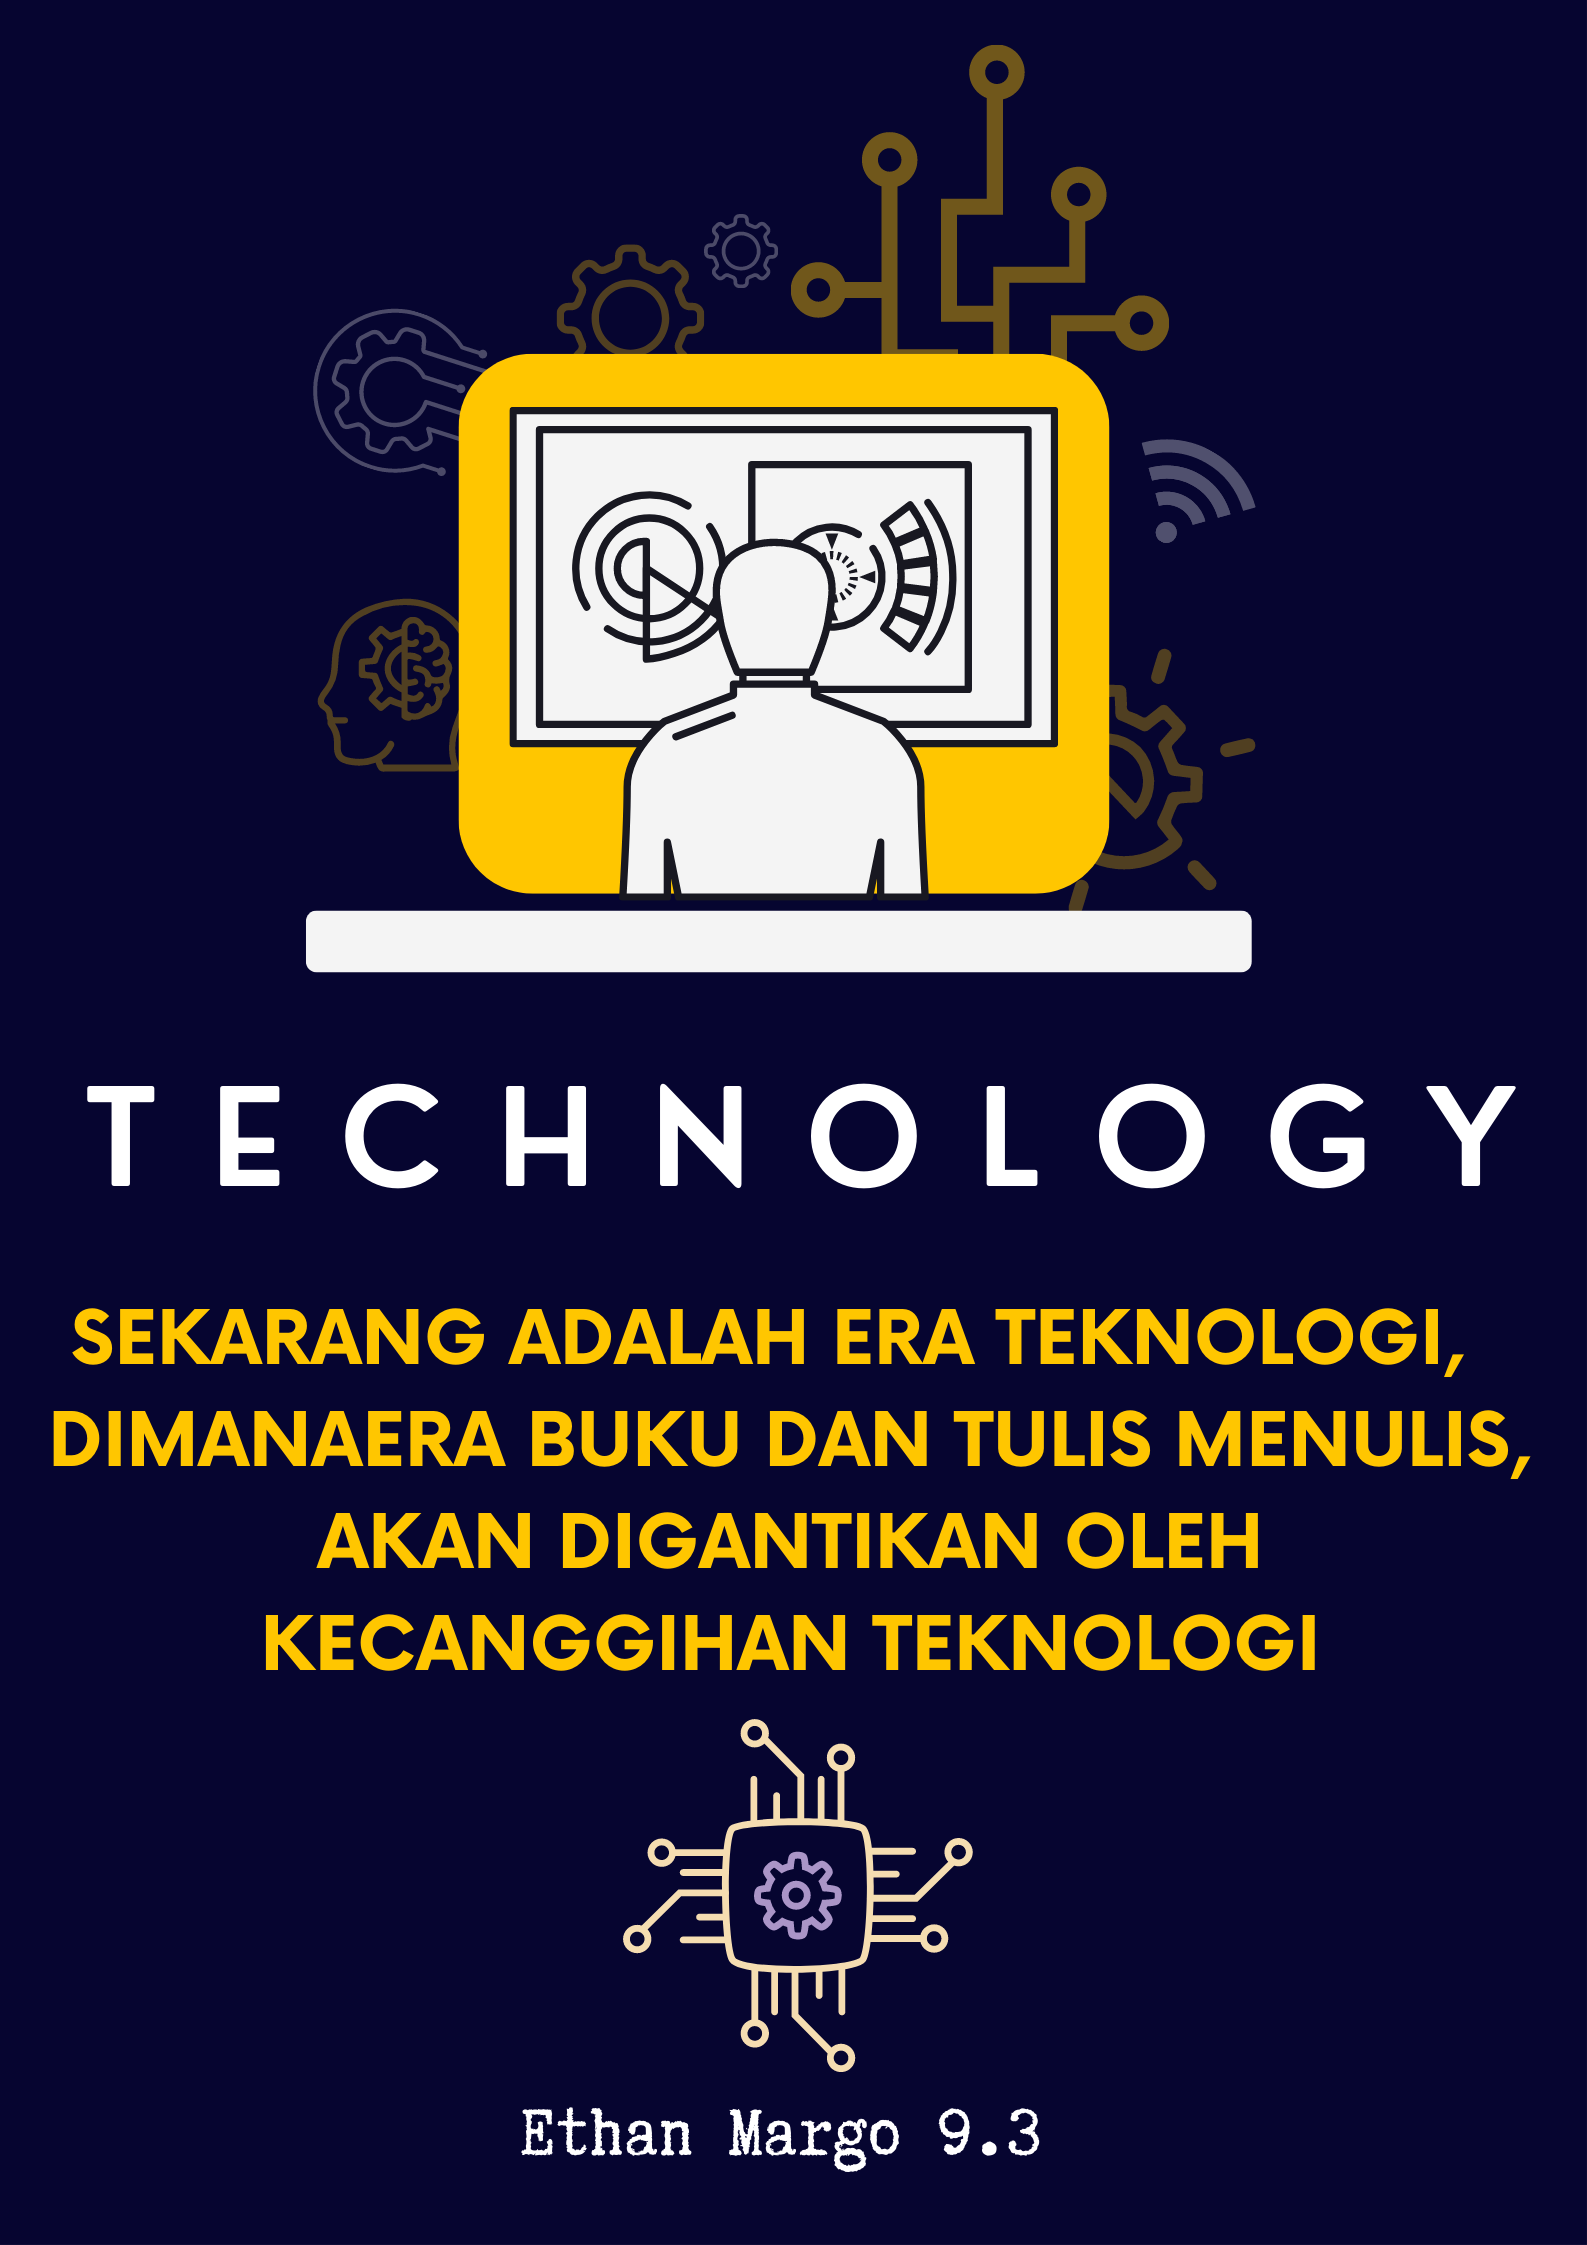 TECHNOLOGY
SEKARANG ADALAH ERA TEKNOLOGI,
DIMANAERA BUKU DAN TULIS MENULIS,
AKAN DIGANTIKAN OLEH
KECANGGIHAN TEKNOLOGI
Ethan Margo 9.3